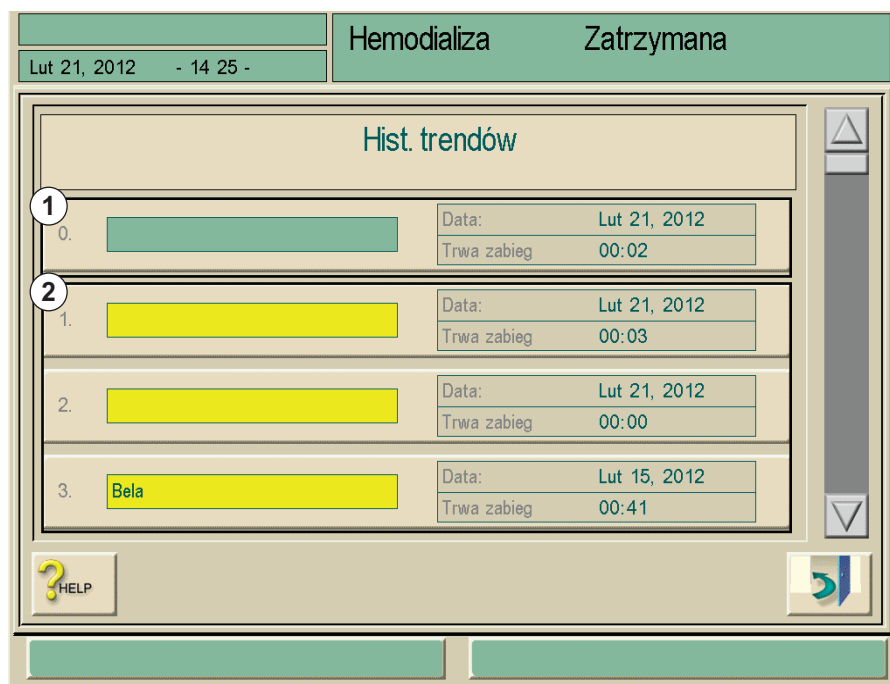 Hemodializa Zatrzymana
Lut 21, 2012 - 14 25 -
Hist. trendów
1
0.
Data: Lut 21, 2012
Trwa zabieg 00:02
2
1.
Data: Lut 21, 2012
Trwa zabieg 00:03
2.
Data: Lut 21, 2012
Trwa zabieg 00:00
3. Bela
Data: Lut 15, 2012
Trwa zabieg 00:41
?HELP